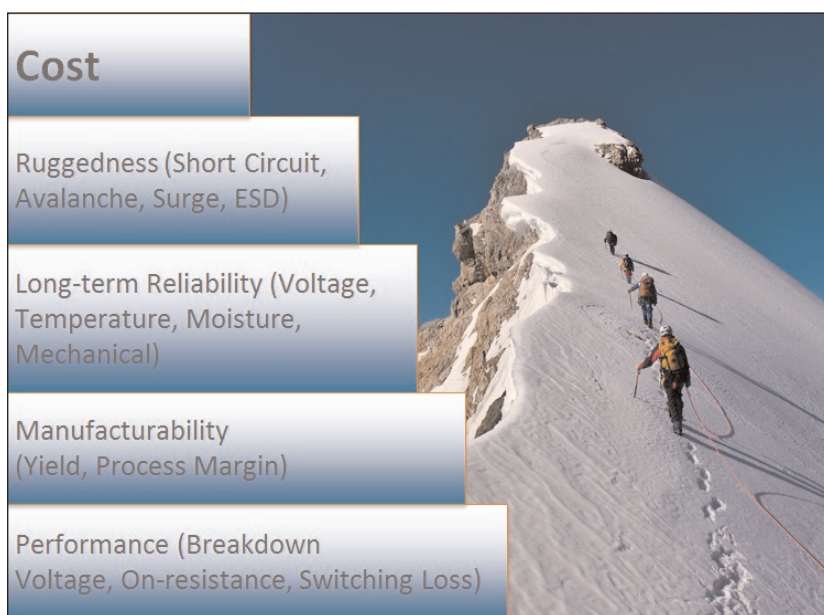 Cost
Ruggedness (Short Circuit,
Avalanche, Surge, ESD)
Long-term Reliability (Voltage,
Temperature, Moisture,
Mechanical)
Manufacturability
(Yield, Process Margin)
Performance (Breakdown
Voltage, On-resistance, Switching Loss)